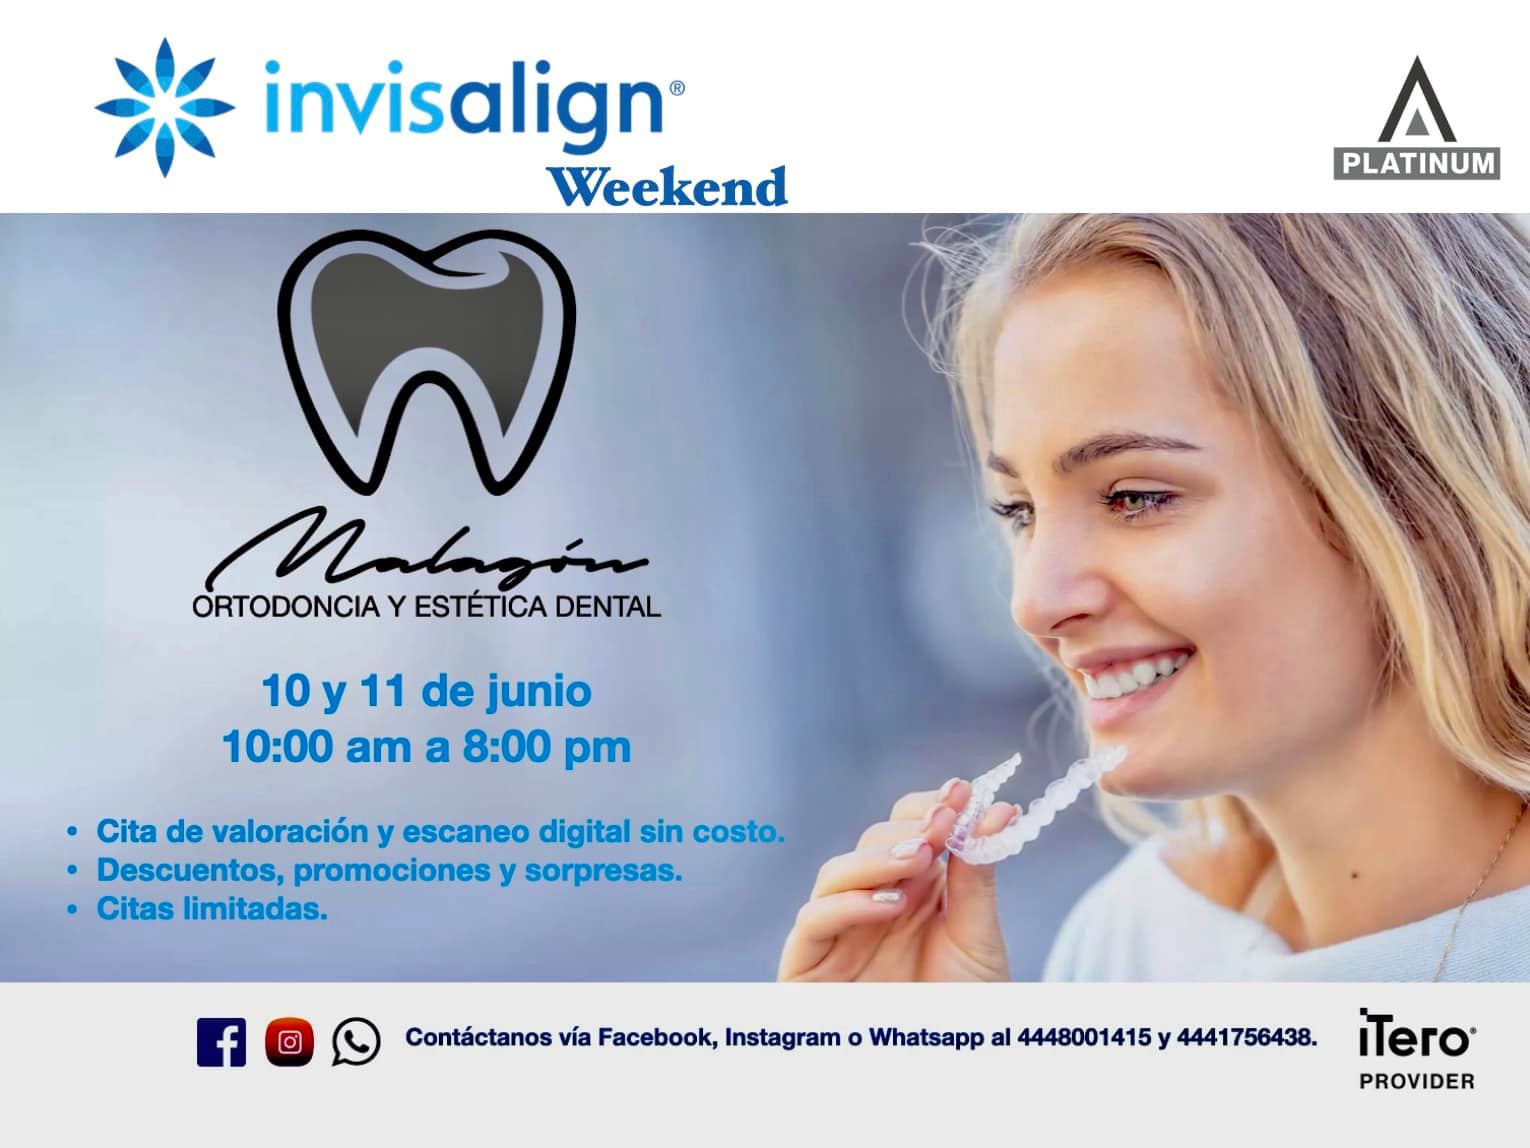 invisalign®
Weekend
PLATINUM
Malagón
ORTODONCIA Y ESTÉTICA DENTAL
10 y 11 de junio
10:00 am a 8:00 pm
• Cita de valoración y escaneo digital sin costo.
• Descuentos, promociones y sorpresas.
• Citas limitadas.
Contáctanos vía Facebook, Instagram o Whatsapp al 4448001415 y 4441756438.
iTero®
PROVIDER